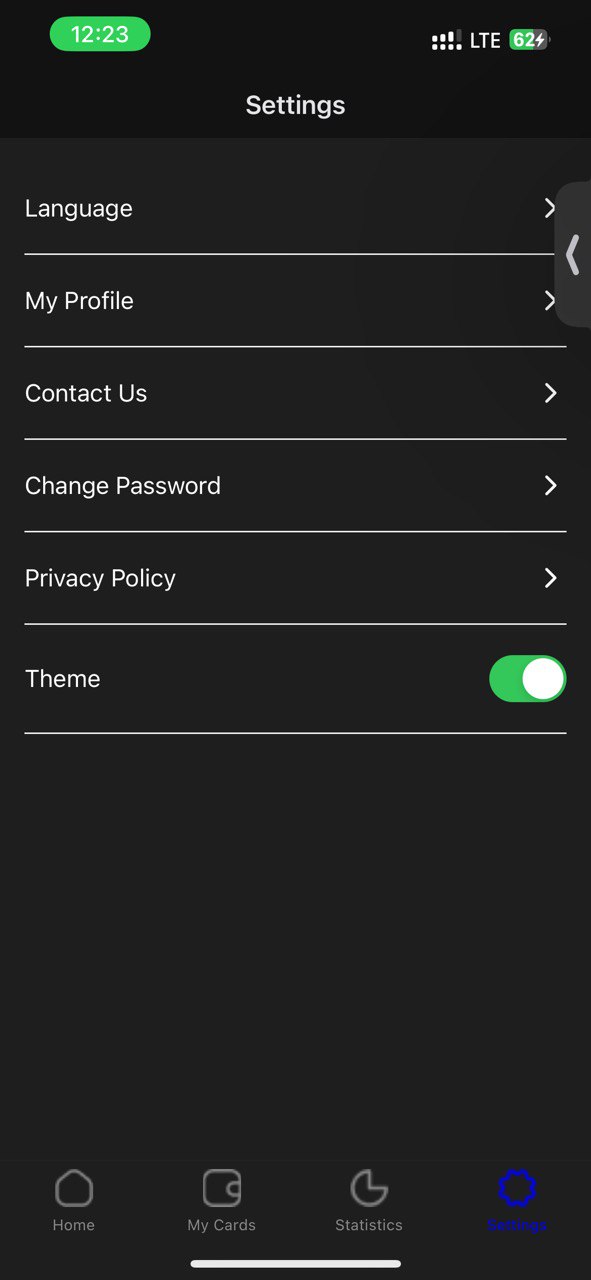 12:23
LTE
62
Settings
Language
My Profile
Contact Us
Change Password
Privacy Policy
Theme
Home
My Cards
Statistics
Settings